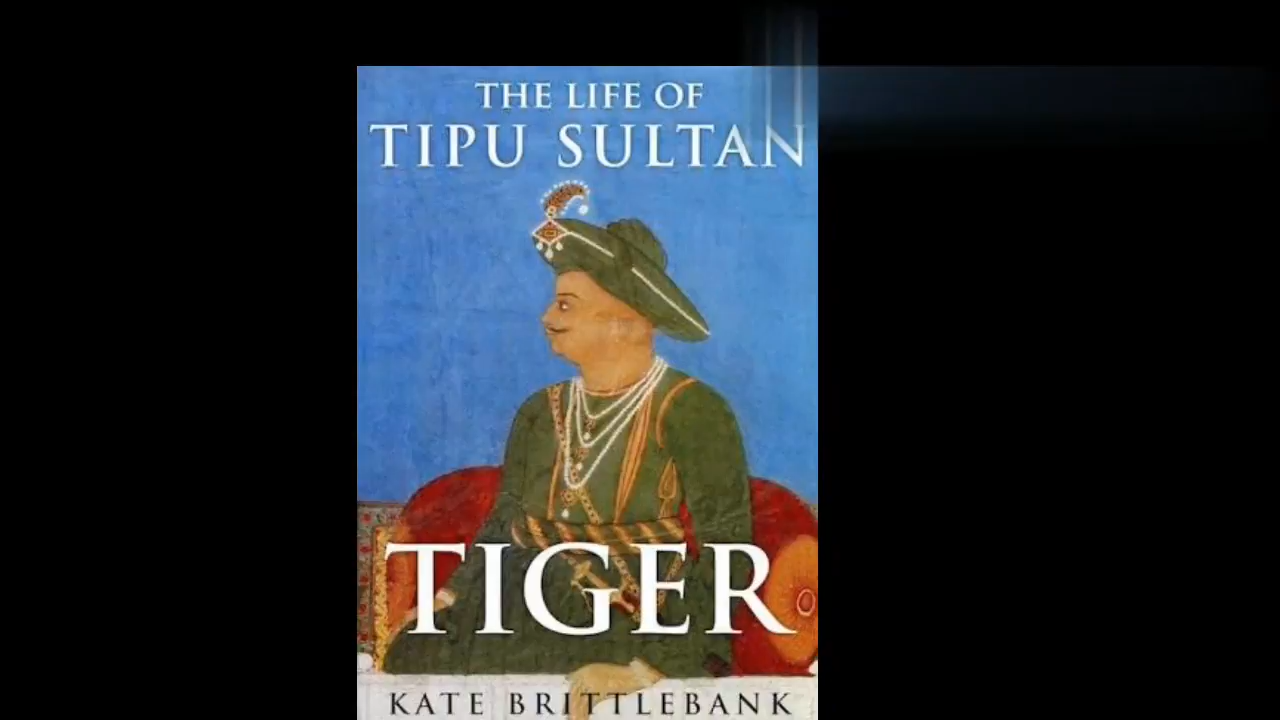 THE LIFE OF
TIPU SULTAN
TIGER
KATE BRITTLEBANK